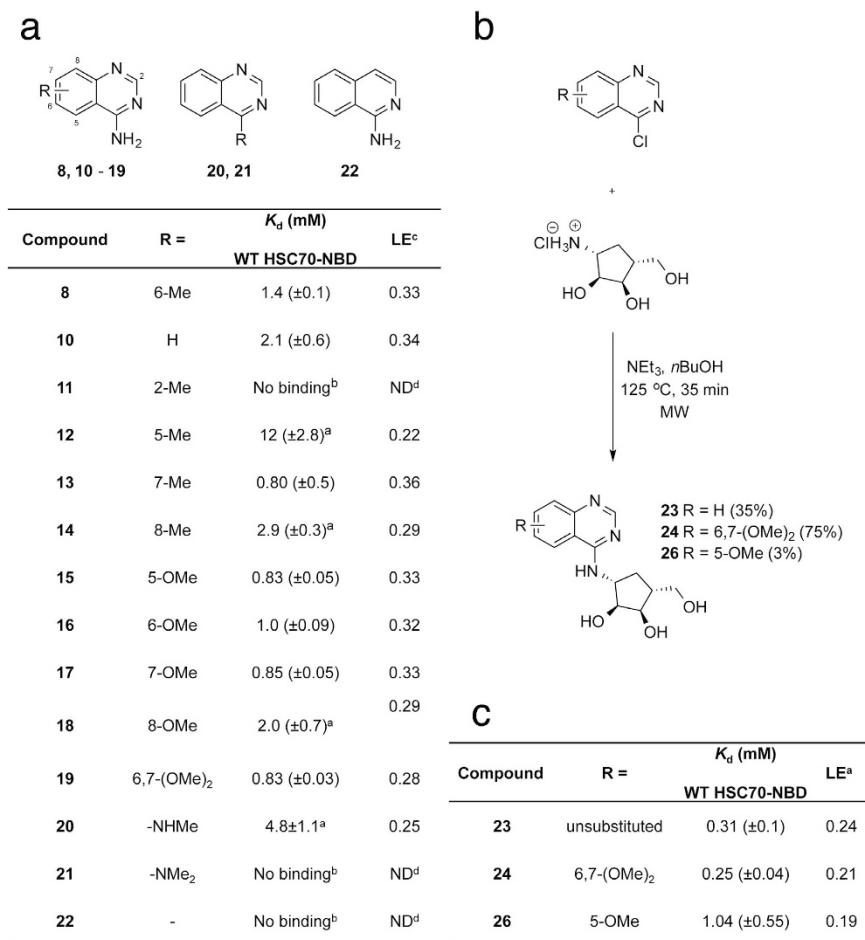 a
8
7
R
6
5
N
2
N
NH2
N
N
R
N
NH2
8, 10 - 19
20, 21
22
Compound R = Kd (mM) LEᶜ
WT HSC70-NBD
8 6-Me 1.4 (±0.1) 0.33
10 H 2.1 (±0.6) 0.34
11 2-Me No bindingᵇ NDᵈ
12 5-Me 12 (±2.8)ᵃ 0.22
13 7-Me 0.80 (±0.5) 0.36
14 8-Me 2.9 (±0.3)ᵃ 0.29
15 5-OMe 0.83 (±0.05) 0.33
16 6-OMe 1.0 (±0.09) 0.32
17 7-OMe 0.85 (±0.05) 0.33
18 8-OMe 2.0 (±0.7)ᵃ 0.29
19 6,7-(OMe)₂ 0.83 (±0.03) 0.28
20 -NHMe 4.8±1.1ᵃ 0.25
21 -NMe₂ No bindingᵇ NDᵈ
22 - No bindingᵇ NDᵈ
b
R
N
N
Cl
+
⊖ ⊕
ClH₃N
OH
HO
OH
NEt₃, nBuOH
125 ºC, 35 min
MW
R
N
N
HN
OH
HO
OH
23 R = H (35%)
24 R = 6,7-(OMe)₂ (75%)
26 R = 5-OMe (3%)
c
Compound R = Kd (mM) LEᵃ
WT HSC70-NBD
23 unsubstituted 0.31 (±0.1) 0.24
24 6,7-(OMe)₂ 0.25 (±0.04) 0.21
26 5-OMe 1.04 (±0.55) 0.19